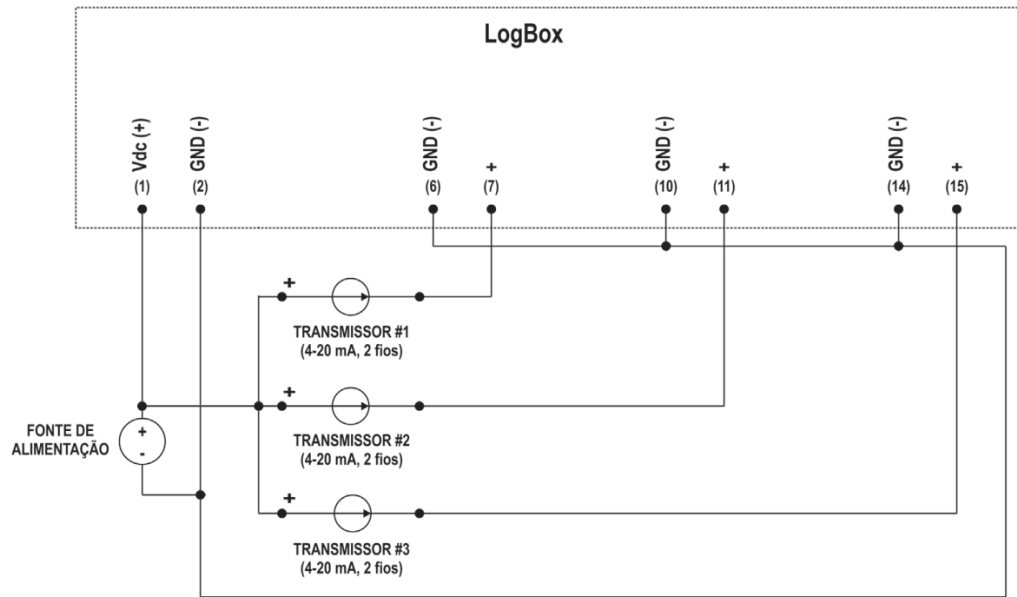 LogBox
Vdc (+)
(1)
GND (-)
(2)
GND (-)
(6)
+
(7)
GND (-)
(10)
+
(11)
GND (-)
(14)
+
(15)
+
TRANSMISSOR #1
(4-20 mA, 2 fios)
+
TRANSMISSOR #2
(4-20 mA, 2 fios)
FONTE DE
ALIMENTAÇÃO
+
-
+
TRANSMISSOR #3
(4-20 mA, 2 fios)